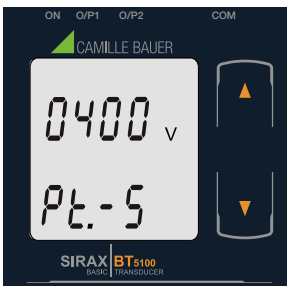 ON O/P1 O/P2 COM
CAMILLE BAUER
0400 V
Pt.-S
SIRAX BT5100
BASIC TRANSDUCER